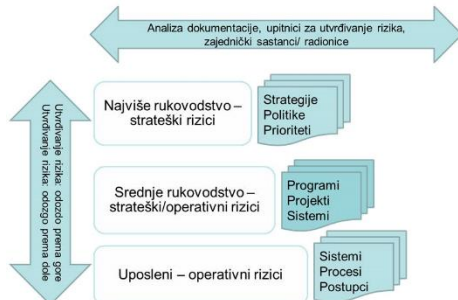 Analiza dokumentacije, upitnici za utvrđivanje rizika,
zajednički sastanci/ radionice
Utvrđivanje rizika: odozdo prema gore
Utvrđivanje rizika: odozgo prema dole
Najviše rukovodstvo –
strateški rizici
Strategije
Politike
Prioriteti
Srednje rukovodstvo –
strateški/operativni rizici
Programi
Projekti
Sistemi
Uposleni – operativni rizici
Sistemi
Procesi
Postupci